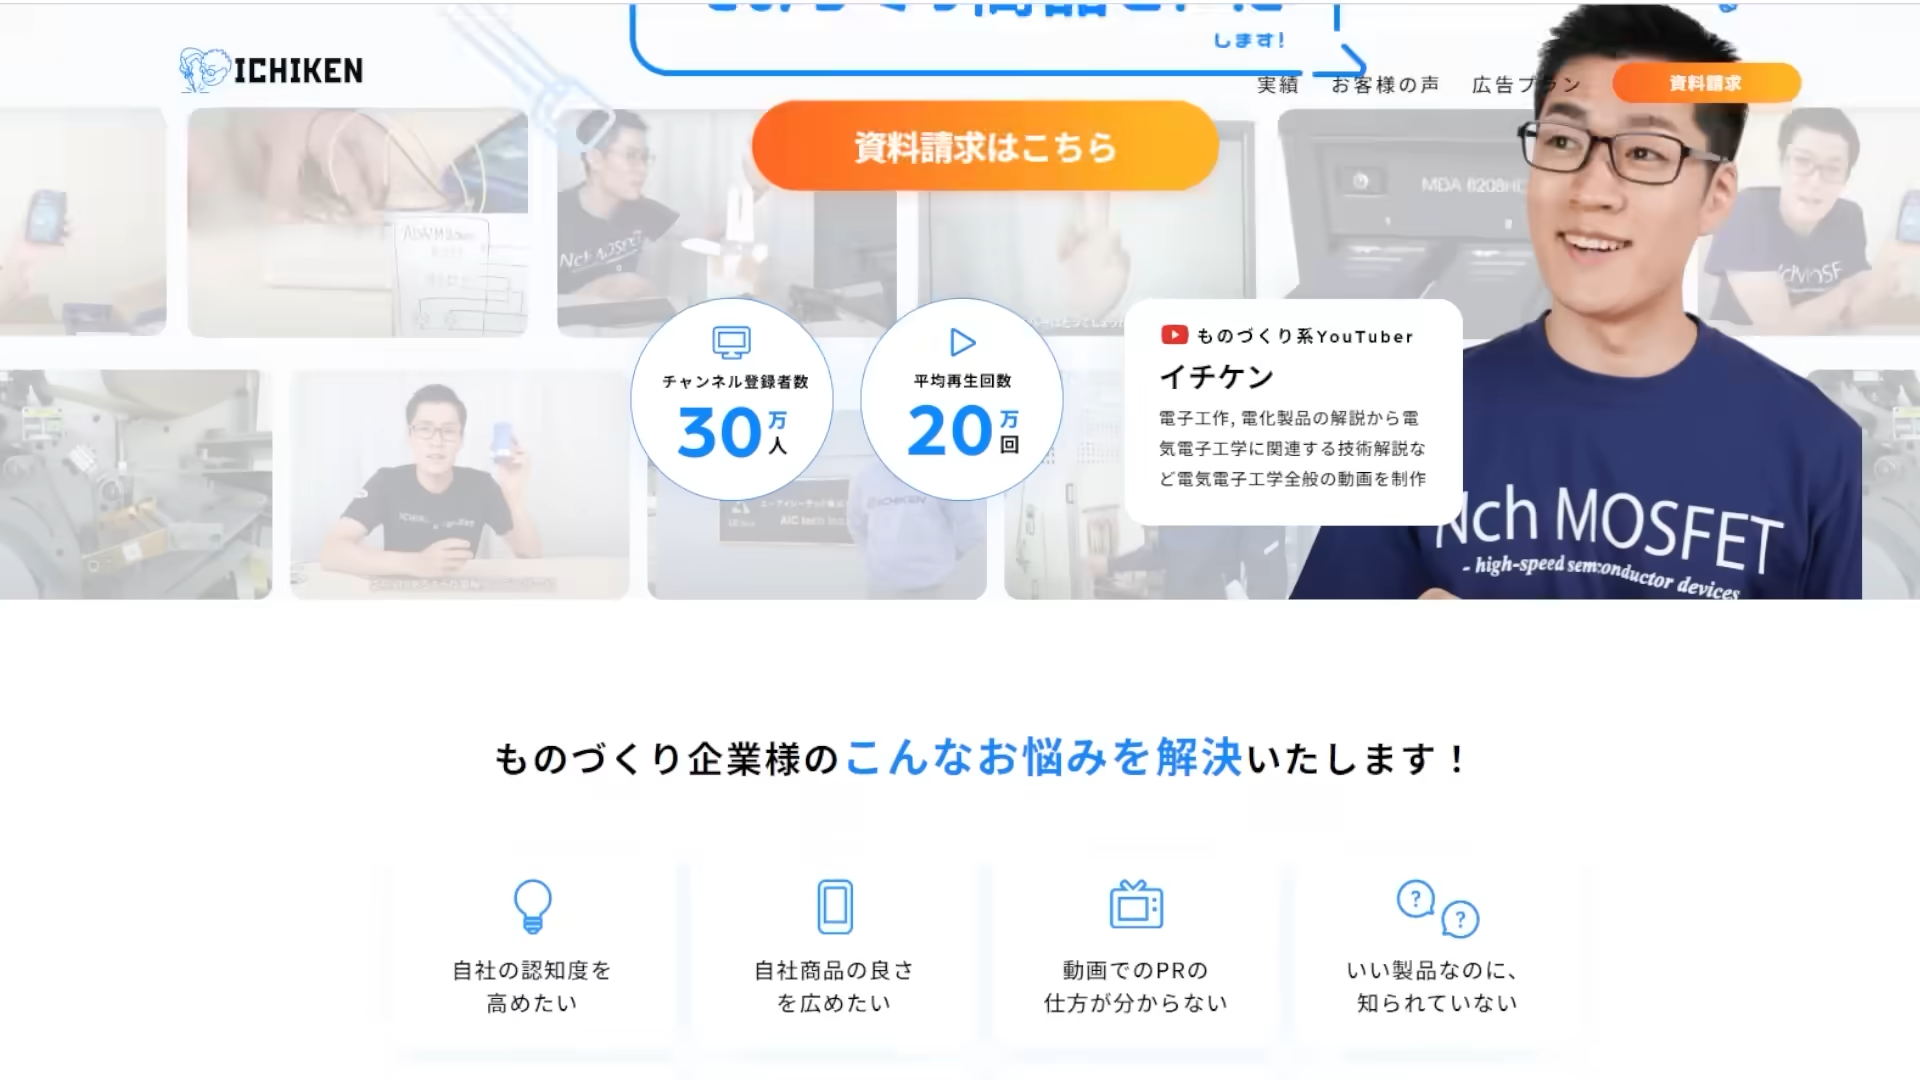 します!
ICHIKEN
実績 お客様の声 広告プラン 資料請求
資料請求はこちら
チャンネル登録者数
30万人
平均再生回数
20万回
ものづくり系YouTuber
イチケン
電子工作, 電化製品の解説から電
気電子工学に関連する技術解説な
ど電気電子工学全般の動画を制作
Nch MOSFET
- high-speed semiconductor devices
ものづくり企業様のこんなお悩みを解決いたします！
自社の認知度を
高めたい
自社商品の良さ
を広めたい
動画でのPRの
仕方が分からない
いい製品なのに、
知られていない